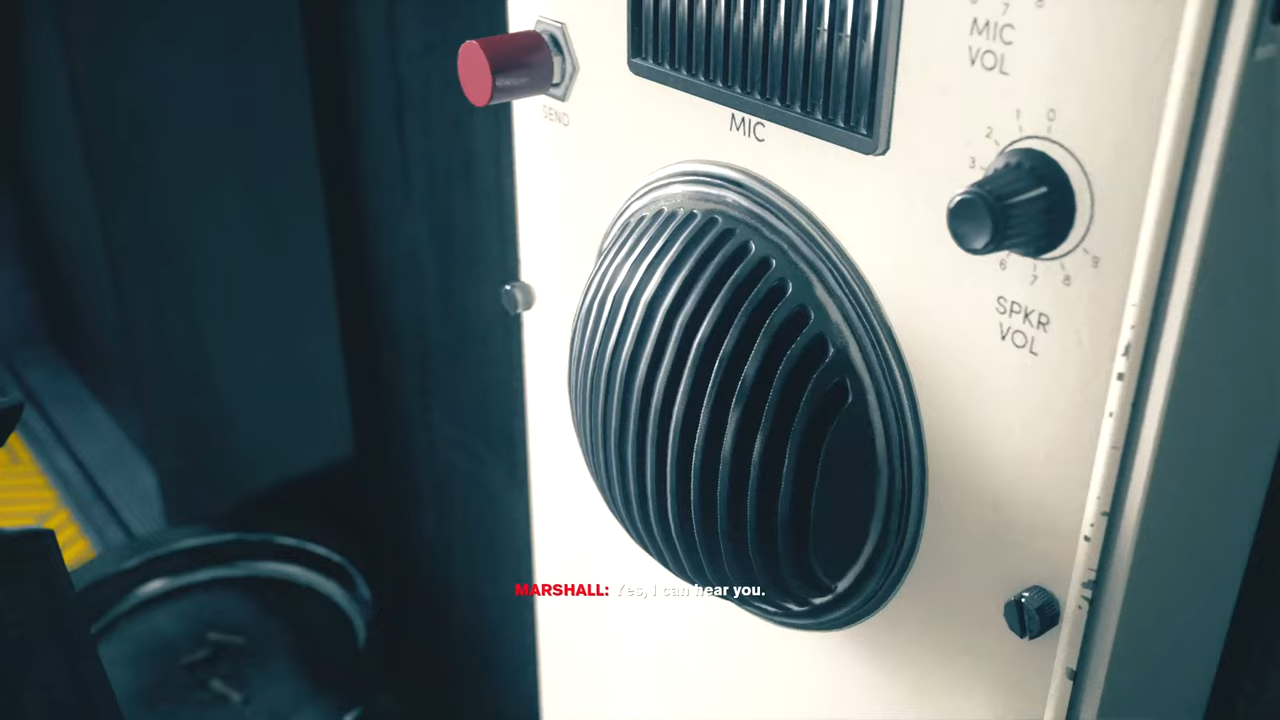 MIC
VOL
SEND
MIC
0
1
2
3
6
7
8
9
SPKR
VOL
MARSHALL: Yes, I can hear you.